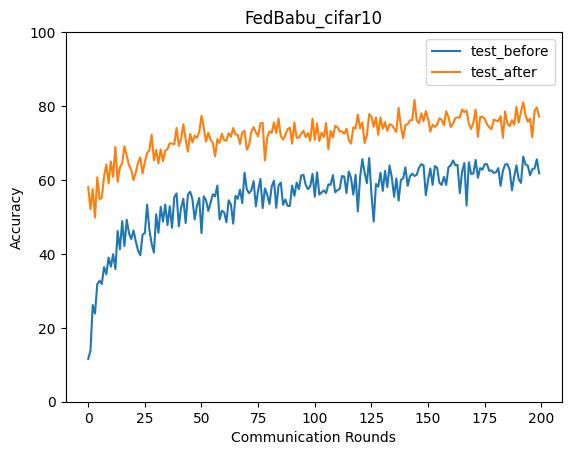 FedBabu_cifar10
100
80
60
40
20
0
Accuracy
test_before
test_after
0 25 50 75 100 125 150 175 200
Communication Rounds